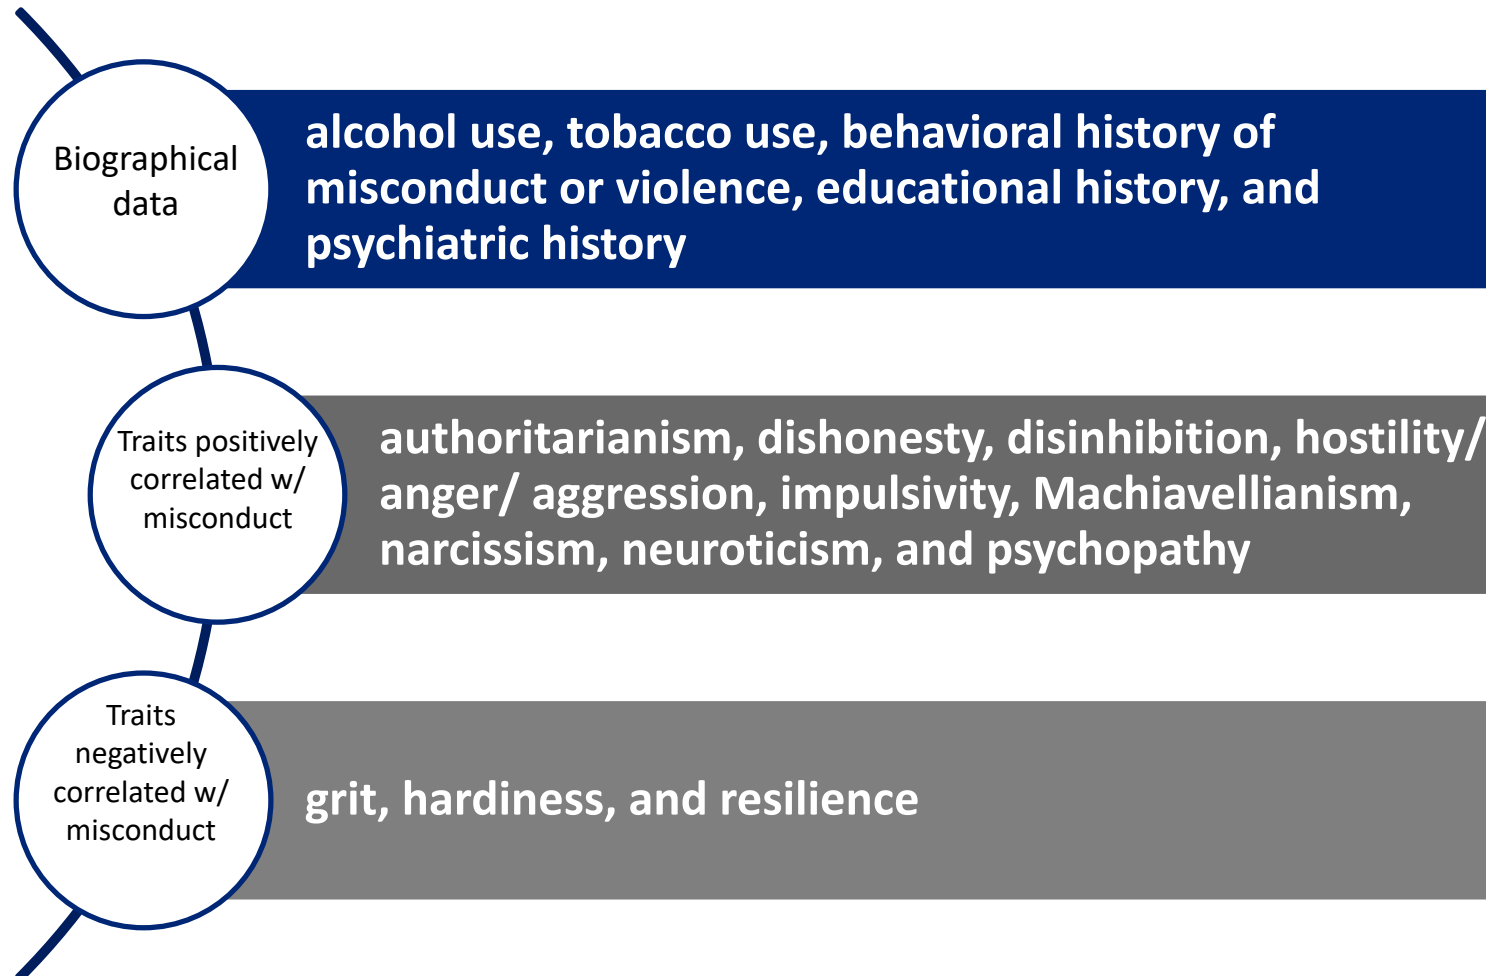 Biographical
data
alcohol use, tobacco use, behavioral history of
misconduct or violence, educational history, and
psychiatric history
Traits positively
correlated w/
misconduct
authoritarianism, dishonesty, disinhibition, hostility/
anger/ aggression, impulsivity, Machiavellianism,
narcissism, neuroticism, and psychopathy
Traits
negatively
correlated w/
misconduct
grit, hardiness, and resilience